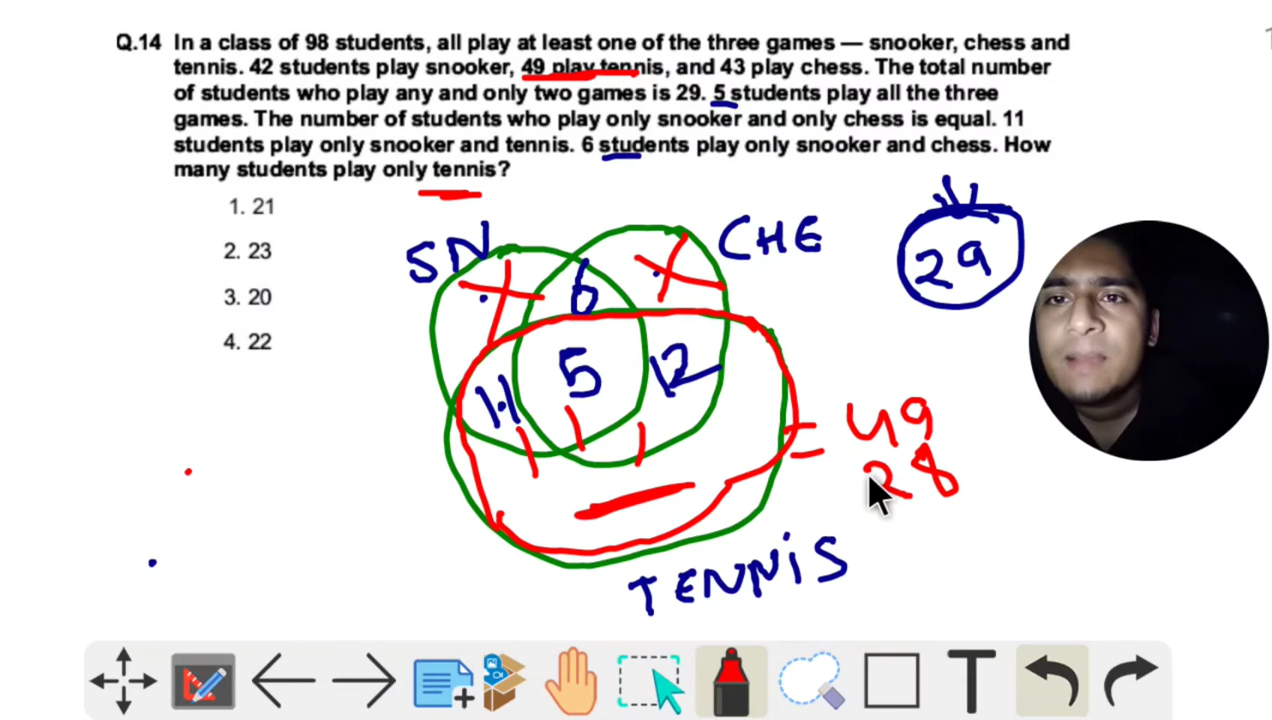 Q.14 In a class of 98 students, all play at least one of the three games — snooker, chess and
tennis. 42 students play snooker, 49 play tennis, and 43 play chess. The total number
of students who play any and only two games is 29. 5 students play all the three
games. The number of students who play only snooker and only chess is equal. 11
students play only snooker and tennis. 6 students play only snooker and chess. How
many students play only tennis?
1. 21
2. 23
3. 20
4. 22
SN
CHE
29
X
6
X
11
5
12
= 49
28
TENNiS
T